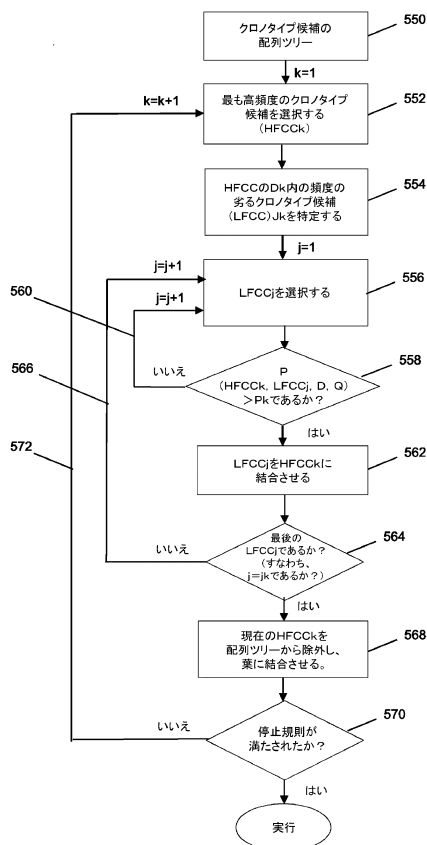 クロノタイプ候補の
配列ツリー
550
k=1
k=k+1
最も高頻度のクロノタイプ
候補を選択する
(HFCCk)
552
HFCCのDk内の頻度の
劣るクロノタイプ候補
(LFCC)Jkを特定する
554
j=1
j=j+1
560
j=j+1
LFCCjを選択する
556
566
いいえ
P
(HFCCk, LFCCj, D, Q)
>Pkであるか?
558
はい
572
LFCCjをHFCCkに
結合させる
562
いいえ
最後の
LFCCjであるか?
(すなわち、
j=jkであるか?)
564
はい
現在のHFCCkを
配列ツリーから除外し、
葉に結合させる。
568
いいえ
停止規則が
満たされたか?
570
はい
実行